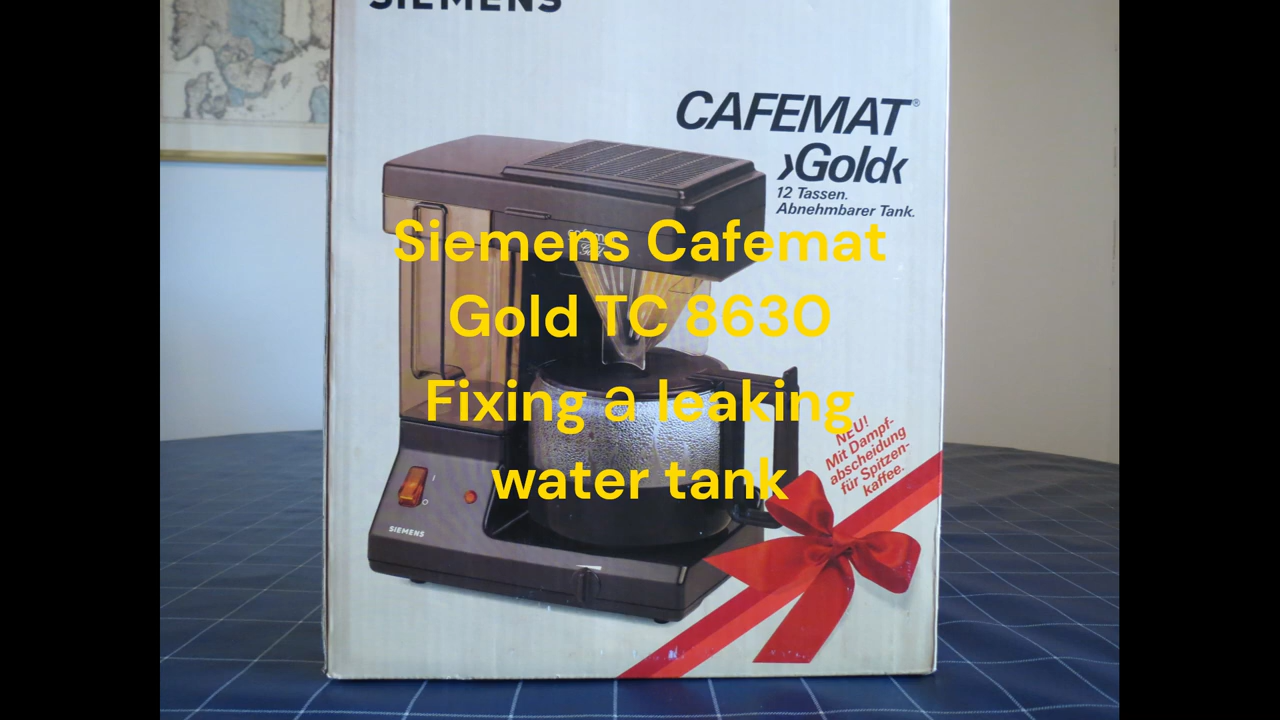 SIEMENS
CAFEMAT®
›Gold‹
12 Tassen.
Abnehmbarer Tank.
Siemens Cafemat
Gold TC 8630
Fixing a leaking
water tank
NEU!
Mit Dampf-
abscheidung
für Spitzen-
kaffee.
I
O
SIEMENS